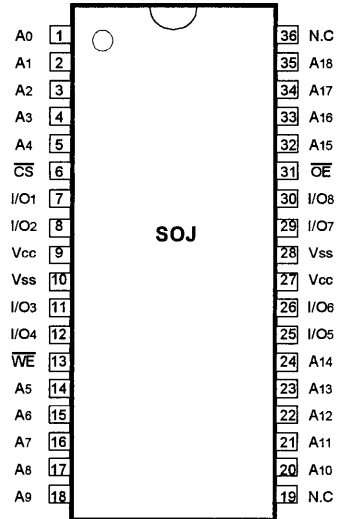 A0 1 36 N.C
A1 2 35 A18
A2 3 34 A17
A3 4 33 A16
A4 5 32 A15
C̅S̅ 6 31 O̅E̅
I/O1 7 30 I/O8
I/O2 8 29 I/O7
SOJ
Vcc 9 28 Vss
Vss 10 27 Vcc
I/O3 11 26 I/O6
I/O4 12 25 I/O5
W̅E̅ 13 24 A14
A5 14 23 A13
A6 15 22 A12
A7 16 21 A11
A8 17 20 A10
A9 18 19 N.C